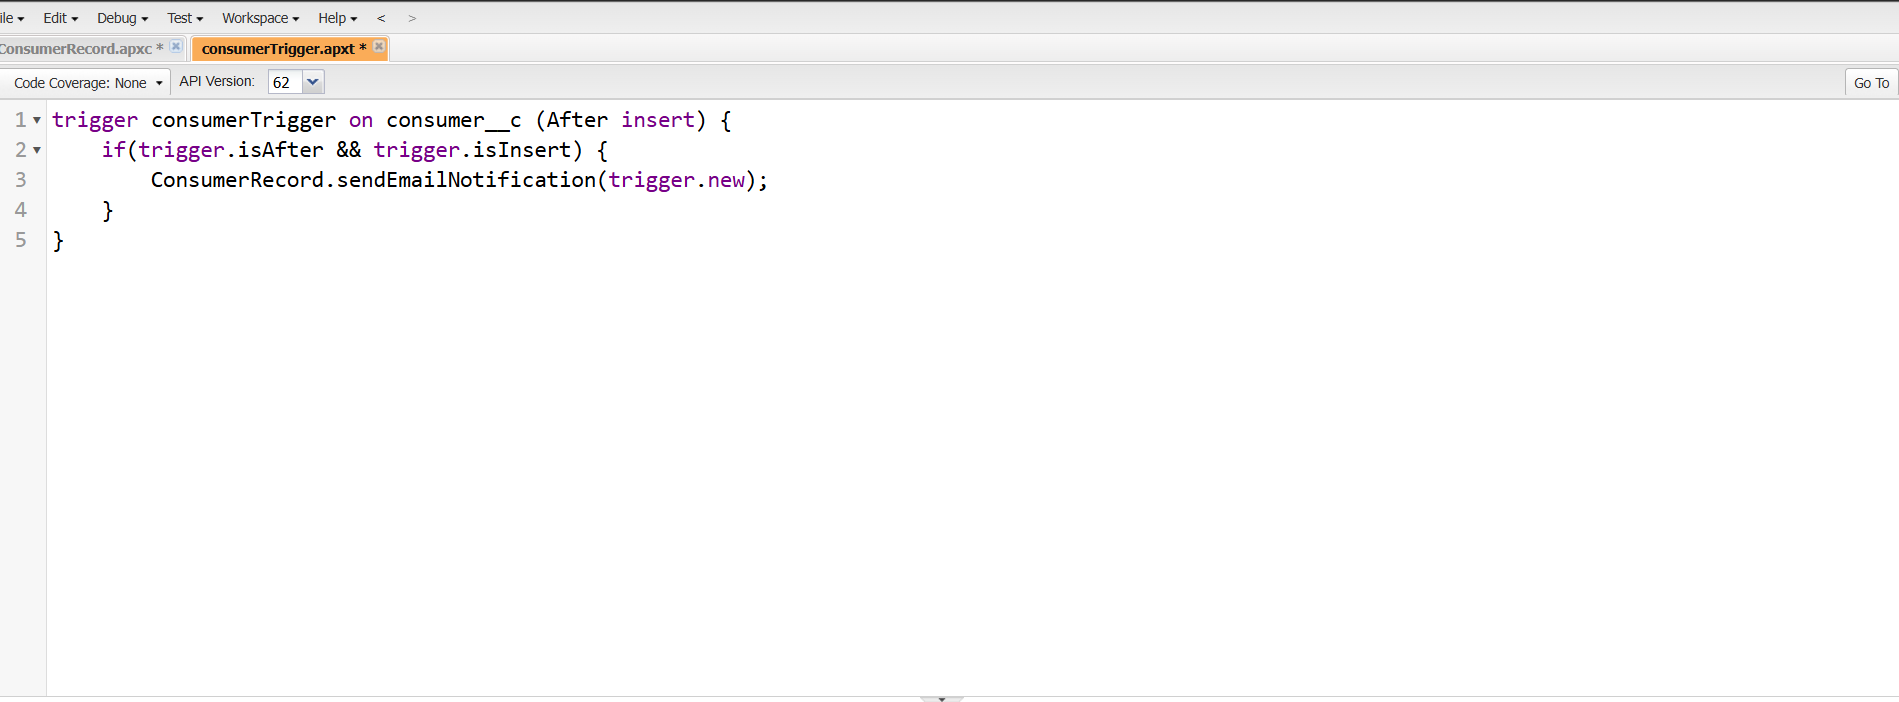 ile Edit Debug Test Workspace Help < >
ConsumerRecord.apxc * consumerTrigger.apxt *
Code Coverage: None API Version: 62 Go To
1 trigger consumerTrigger on consumer__c (After insert) {
2 if(trigger.isAfter && trigger.isInsert) {
3 ConsumerRecord.sendEmailNotification(trigger.new);
4 }
5 }